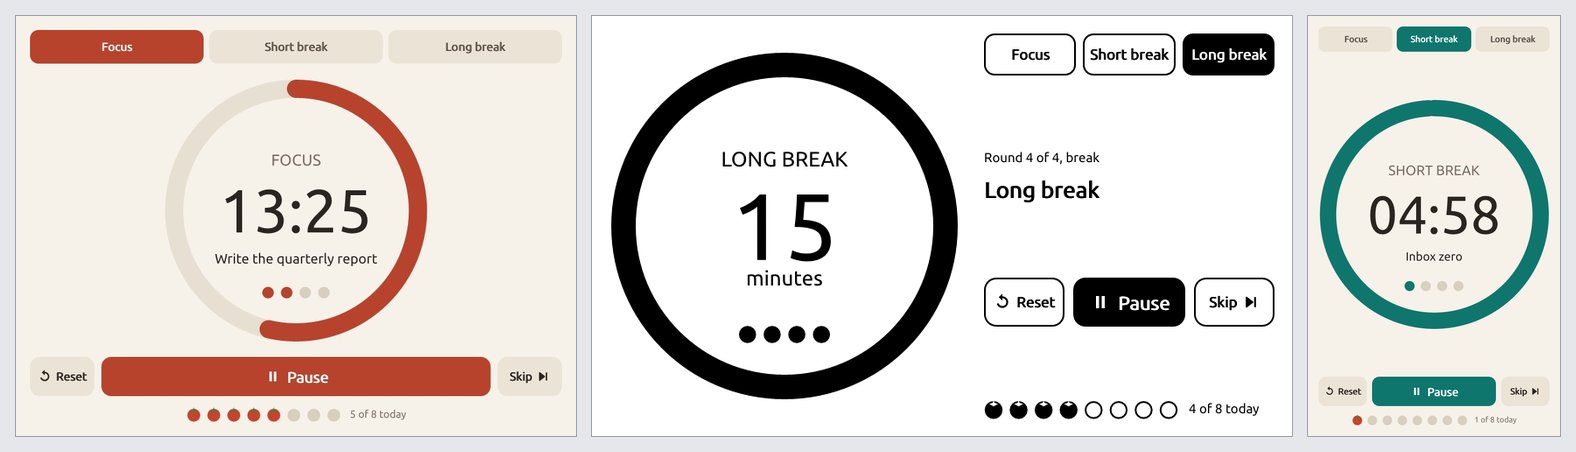 Focus Short break Long break
FOCUS
13:25
Write the quarterly report
Reset Pause Skip
5 of 8 today
LONG BREAK
15
minutes
Focus Short break Long break
Round 4 of 4, break
Long break
Reset Pause Skip
4 of 8 today
Focus Short break Long break
SHORT BREAK
04:58
Inbox zero
Reset Pause Skip
1 of 8 today